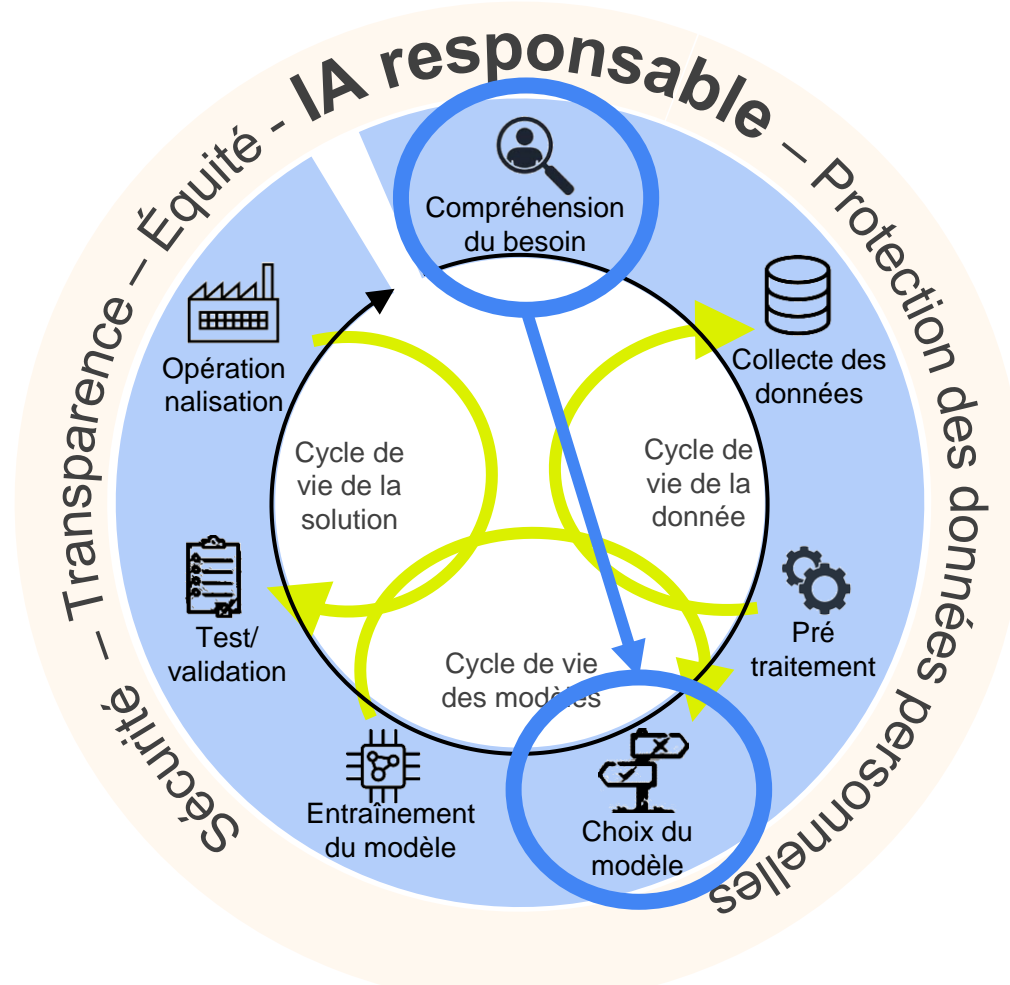 Sécurité – Transparence – Équité - IA responsable – Protection des données personnelles
Compréhension
du besoin
Collecte des
données
Pré
traitement
Choix du
modèle
Entraînement
du modèle
Test/
validation
Opération
nalisation
Cycle de
vie de la
solution
Cycle de
vie de la
donnée
Cycle de vie
des modèles